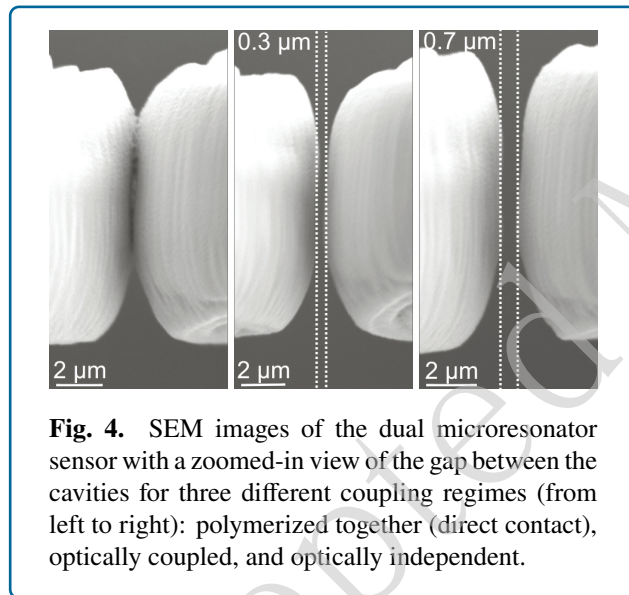 0.3 μm
0.7 μm
2 μm
2 μm
2 μm
Fig. 4. SEM images of the dual microresonator
sensor with a zoomed-in view of the gap between the
cavities for three different coupling regimes (from
left to right): polymerized together (direct contact),
optically coupled, and optically independent.